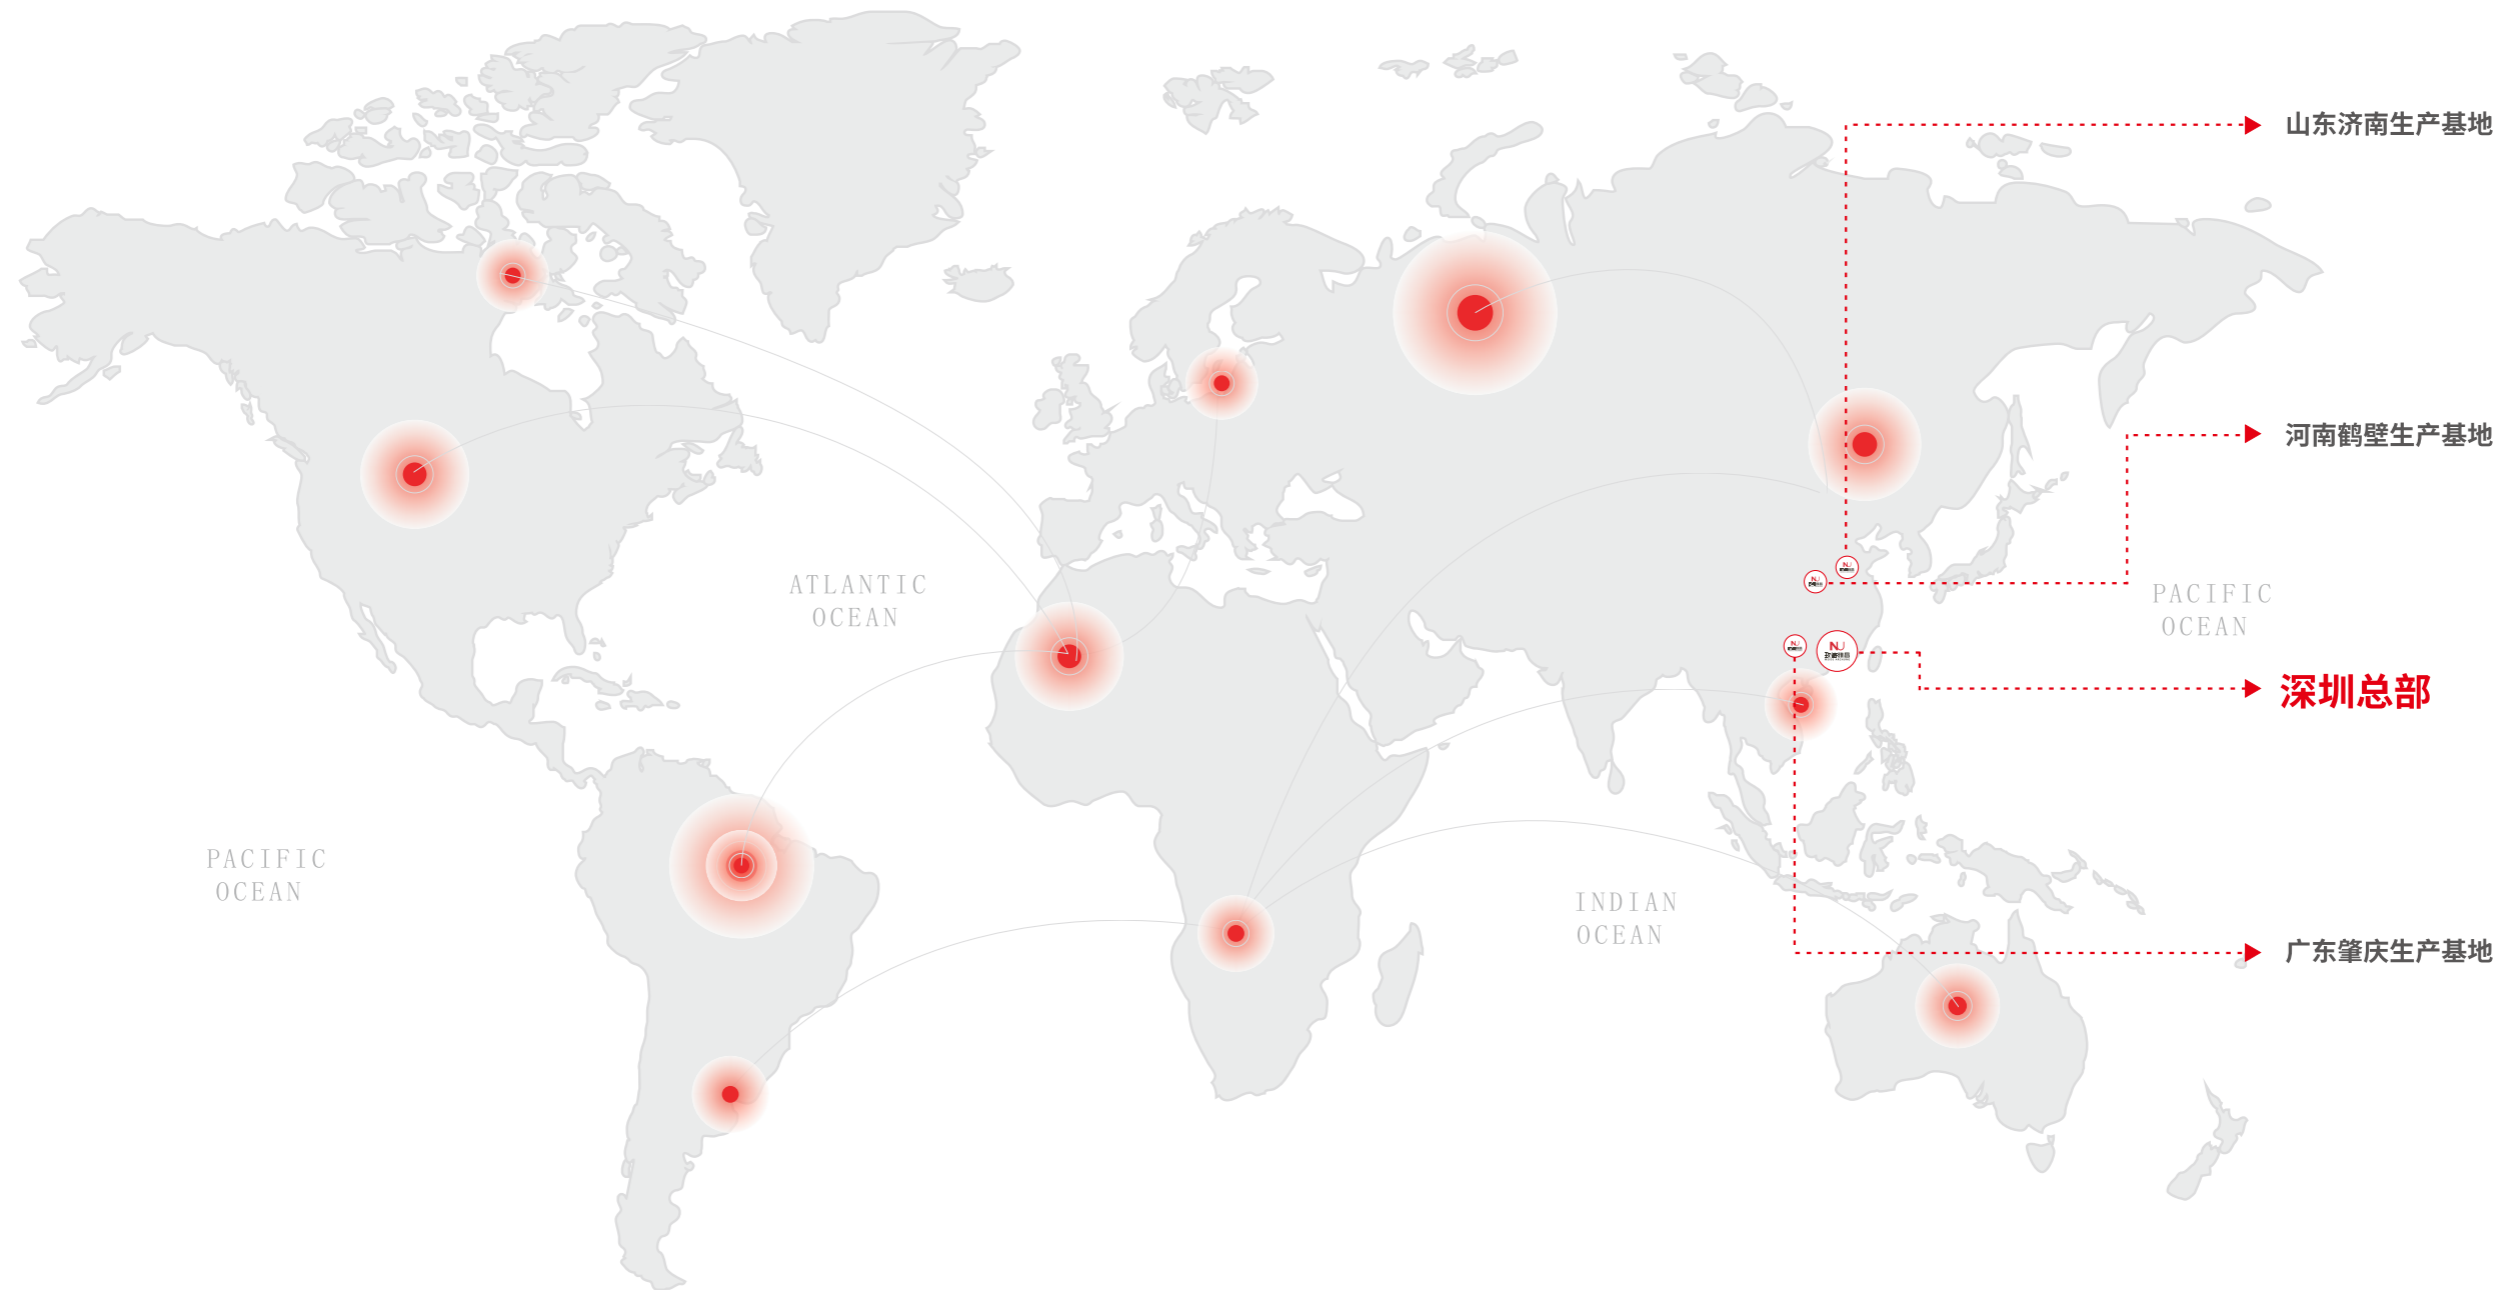 山东济南生产基地
河南鹤壁生产基地
ATLANTIC
OCEAN
PACIFIC
OCEAN
深圳总部
PACIFIC
OCEAN
INDIAN
OCEAN
广东肇庆生产基地